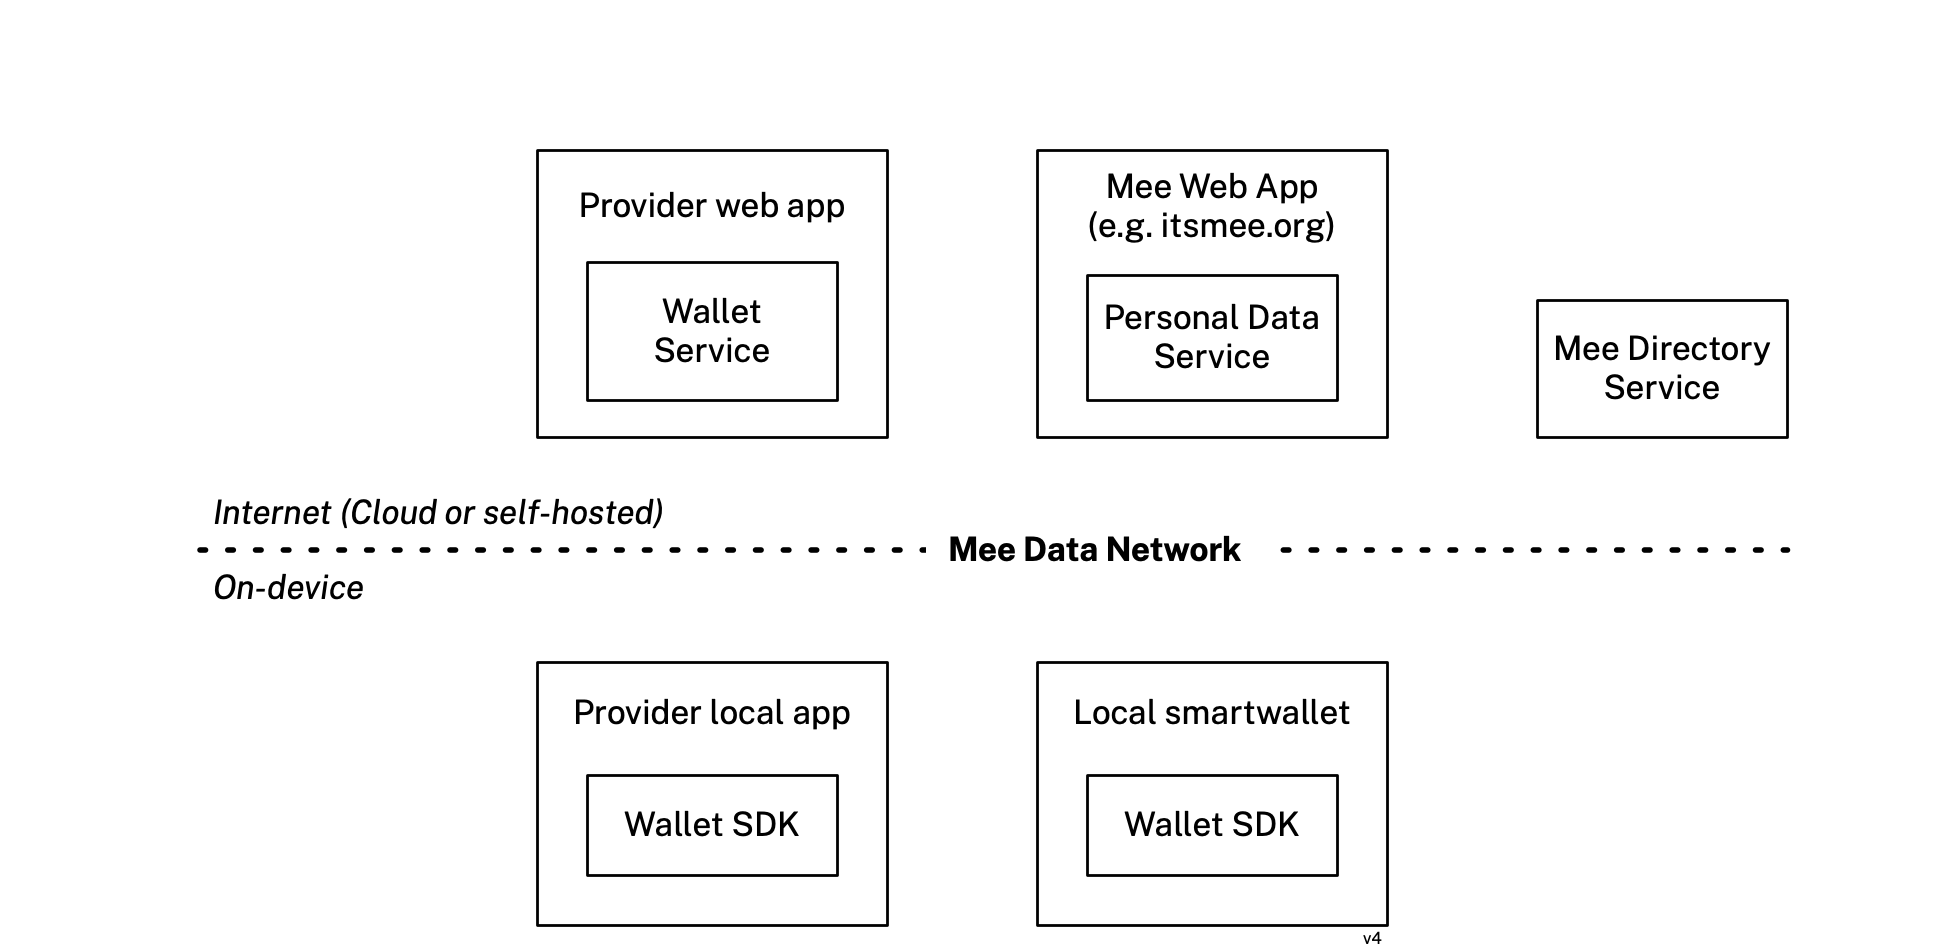 Provider web app
Wallet
Service
Mee Web App
(e.g. itsmee.org)
Personal Data
Service
Mee Directory
Service
Internet (Cloud or self-hosted)
Mee Data Network
On-device
Provider local app
Wallet SDK
Local smartwallet
Wallet SDK
v4